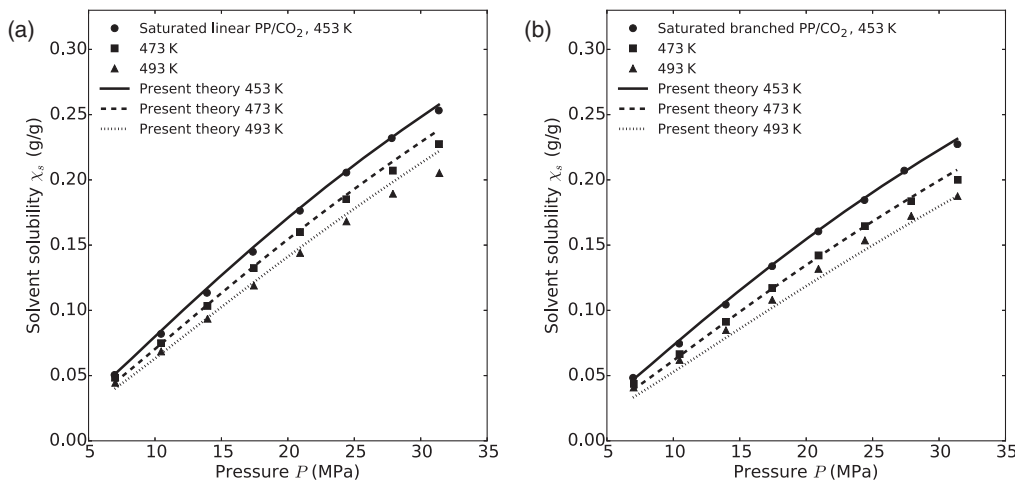 (a)
Saturated linear PP/CO₂, 453 K
473 K
493 K
Present theory 453 K
Present theory 473 K
Present theory 493 K
0.30
0.25
0.20
0.15
0.10
0.05
0.00
5 10 15 20 25 30 35
Solvent solubility χₛ (g/g)
Pressure P (MPa)
(b)
Saturated branched PP/CO₂, 453 K
473 K
493 K
Present theory 453 K
Present theory 473 K
Present theory 493 K
0.30
0.25
0.20
0.15
0.10
0.05
0.00
5 10 15 20 25 30 35
Solvent solubility χₛ (g/g)
Pressure P (MPa)